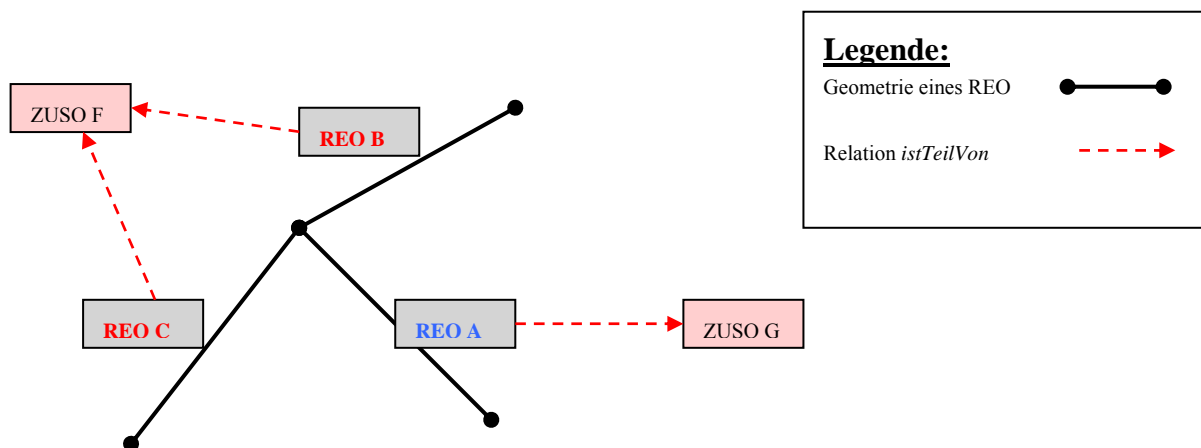 ZUSO F
REO B
REO C
REO A
ZUSO G
Legende:
Geometrie eines REO
Relation istTeilVon